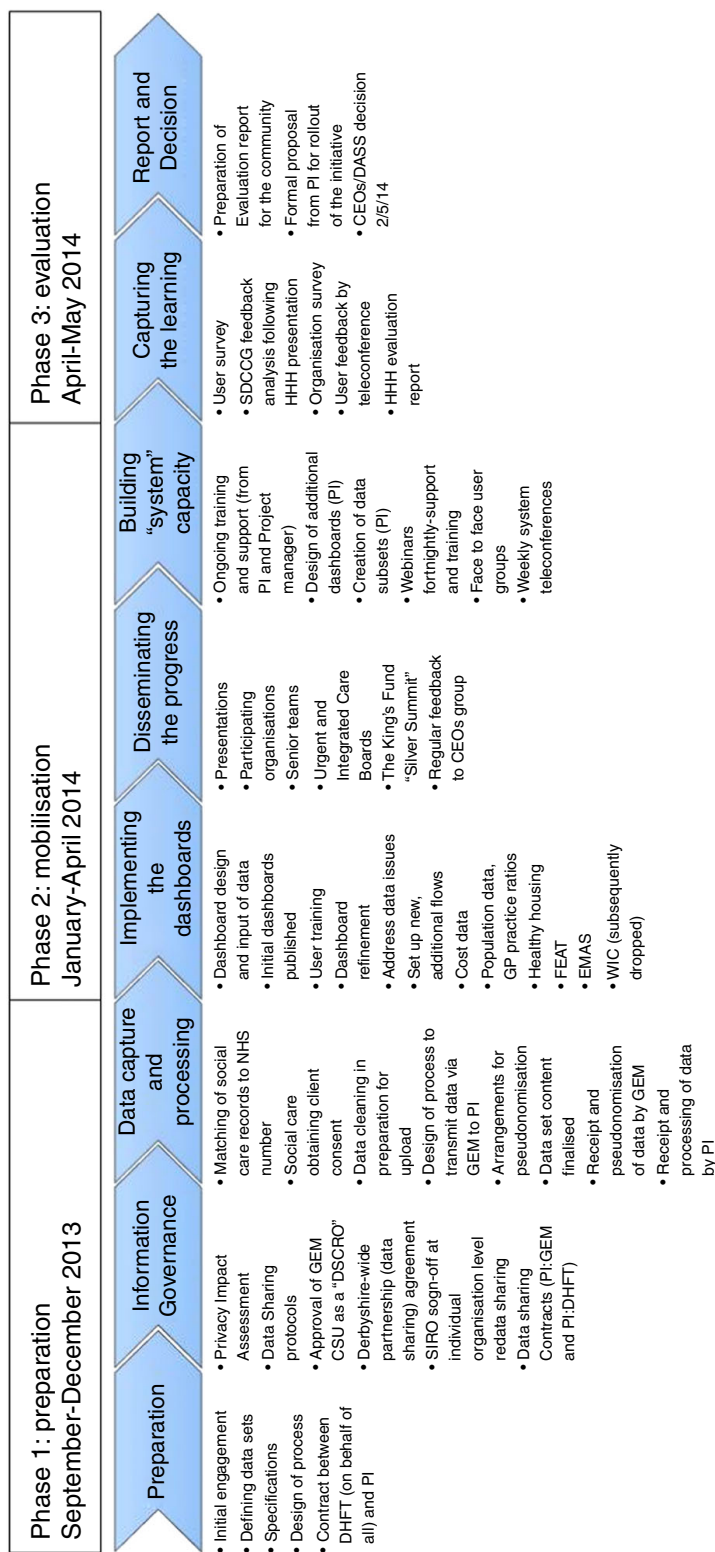 Phase 1: preparation
September-December 2013
Phase 2: mobilisation
January-April 2014
Phase 3: evaluation
April-May 2014
Preparation
Information
Governance
Data capture
and
processing
Implementing
the
dashboards
Disseminating
the progress
Building
“system”
capacity
Capturing
the learning
Report and
Decision
• Initial engagement
• Defining data sets
• Specifications
• Design of process
• Contract between
DHFT (on behalf of
all) and PI
• Privacy Impact
Assessment
• Data Sharing
protocols
• Approval of GEM
CSU as a “DSCRO”
• Derbyshire-wide
partnership (data
sharing) agreement
• SIRO sogn-off at
individual
organisation level
redata sharing
• Data sharing
Contracts (PI:GEM
and PI:DHFT)
• Matching of social
care records to NHS
number
• Social care
obtaining client
consent
• Data cleaning in
preparation for
upload
• Design of process to
transmit data via
GEM to PI
• Arrangements for
pseudonomisation
• Data set content
finalised
• Receipt and
pseudonomisation
of data by GEM
• Receipt and
processing of data
by PI
• Dashboard design
and input of data
• Initial dashboards
published
• User training
• Dashboard
refinement
• Address data issues
• Set up new,
additional flows
• Cost data
• Population data,
GP practice ratios
• Healthy housing
• FEAT
• EMAS
• WIC (subsequently
dropped)
• Presentations
• Participating
organisations
• Senior teams
• Urgent and
Integrated Care
Boards
• The King's Fund
“Silver Summit”
• Regular feedback
to CEOs group
• Ongoing training
and support (from
PI and Project
manager)
• Design of additional
dashboards (PI)
• Creation of data
subsets (PI)
• Webinars
fortnightly-support
and training
• Face to face user
groups
• Weekly system
teleconferences
• User survey
• SDCCG feedback
analysis following
HHH presentation
• Organisation survey
• User feedback by
teleconference
• HHH evaluation
report
• Preparation of
Evaluation report
for the community
• Formal proposal
from PI for rollout
of the initiative
• CEOs/DASS decision
2/5/14